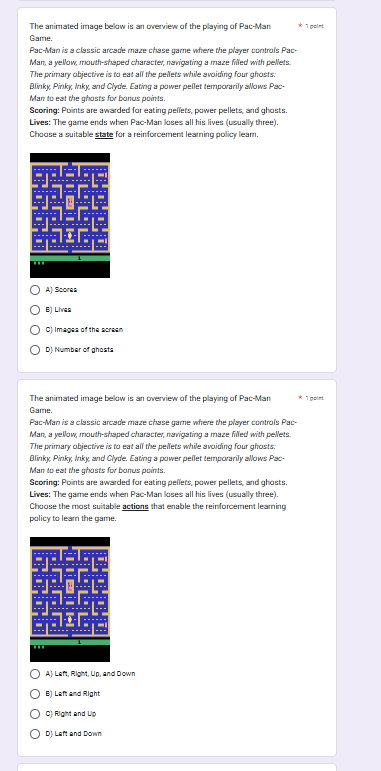 The animated image below is an overview of the playing of Pac-Man * 1 point
Game.
Pac-Man is a classic arcade maze chase game where the player controls Pac-
Man, a yellow, mouth-shaped character, navigating a maze filled with pellets.
The primary objective is to eat all the pellets while avoiding four ghosts:
Blinky, Pinky, Inky, and Clyde. Eating a power pellet temporarily allows Pac-
Man to eat the ghosts for bonus points.
Scoring: Points are awarded for eating pellets, power pellets, and ghosts.
Lives: The game ends when Pac-Man loses all his lives (usually three).
Choose a suitable state for a reinforcement learning policy learn.
1
A) Scores
B) Lives
C) Images of the screen
D) Number of ghosts
The animated image below is an overview of the playing of Pac-Man * 1 point
Game.
Pac-Man is a classic arcade maze chase game where the player controls Pac-
Man, a yellow, mouth-shaped character, navigating a maze filled with pellets.
The primary objective is to eat all the pellets while avoiding four ghosts:
Blinky, Pinky, Inky, and Clyde. Eating a power pellet temporarily allows Pac-
Man to eat the ghosts for bonus points.
Scoring: Points are awarded for eating pellets, power pellets, and ghosts.
Lives: The game ends when Pac-Man loses all his lives (usually three).
Choose the most suitable actions that enable the reinforcement learning
policy to learn the game.
1
A) Left, Right, Up, and Down
B) Left and Right
C) Right and Up
D) Left and Down